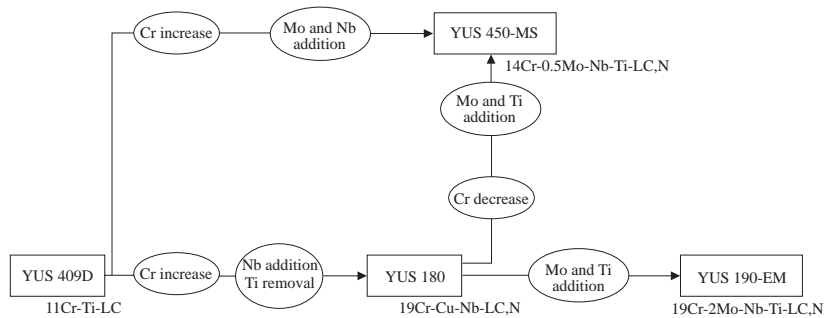 Cr increase
Mo and Nb
addition
YUS 450-MS
14Cr-0.5Mo-Nb-Ti-LC,N
Mo and Ti
addition
Cr decrease
YUS 409D
11Cr-Ti-LC
Cr increase
Nb addition
Ti removal
YUS 180
19Cr-Cu-Nb-LC,N
Mo and Ti
addition
YUS 190-EM
19Cr-2Mo-Nb-Ti-LC,N